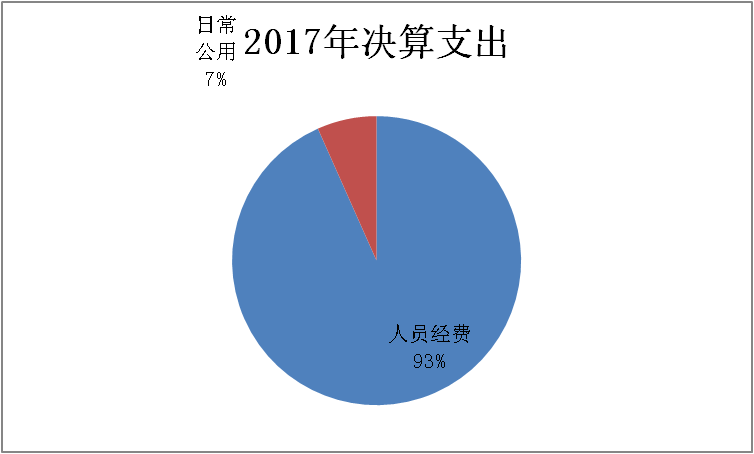 2017年决算支出
日常
公用
7%
人员经费
93%